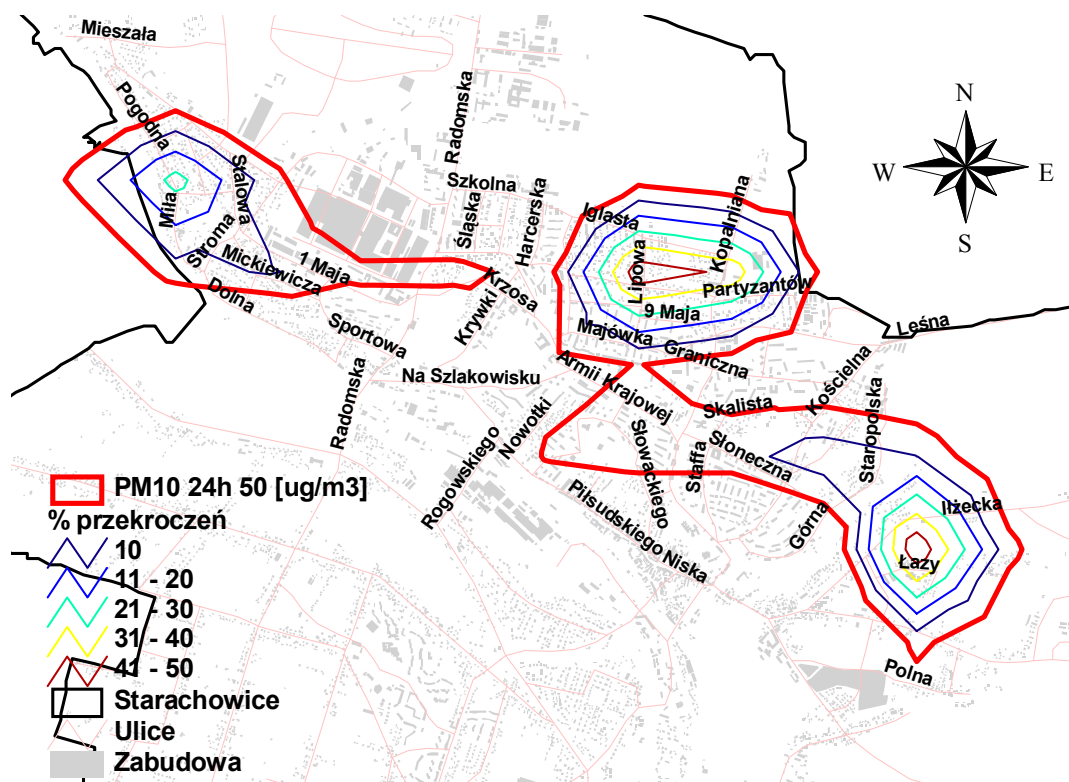 Mieszała
Pogodna
Radomska
N
W
E
S
Stalowa
Szkolna
Miła
Śląska
Harcerska
Iglasta
Kopalniana
Stroma
Mickiewicza
1 Maja
Krzosa
Lipowa
Partyzantów
Dolna
Krywki
9 Maja
Sportowa
Majówka
Graniczna
Leśna
Radomska
Na Szlakowisku
Armii Krajowej
Kościelna
Skalista
Staropolska
Rogowskiego
Nowotki
Słowackiego
Staffa
Słoneczna
Piłsudskiego
Niska
Górna
Iłżecka
Łazy
Polna
PM10 24h 50 [ug/m3]
% przekroczeń
10
11 - 20
21 - 30
31 - 40
41 - 50
Starachowice
Ulice
Zabudowa